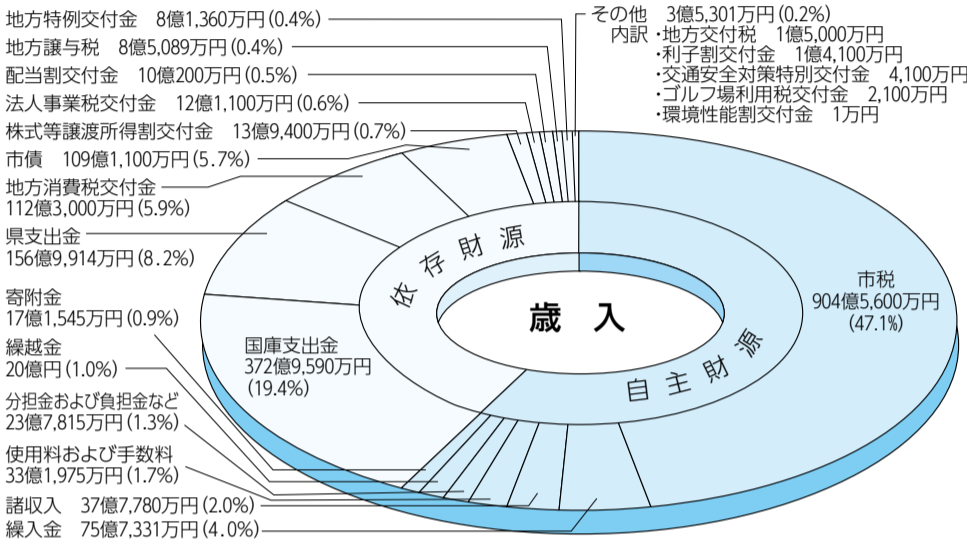 地方特例交付金　8億1,360万円(0.4%)
地方譲与税　8億5,089万円(0.4%)
配当割交付金　10億200万円(0.5%)
法人事業税交付金　12億1,100万円(0.6%)
株式等譲渡所得割交付金　13億9,400万円(0.7%)
市債　109億1,100万円(5.7%)
地方消費税交付金
112億3,000万円(5.9%)
県支出金
156億9,914万円(8.2%)
寄附金
17億1,545万円(0.9%)
繰越金
20億円(1.0%)
分担金および負担金など
23億7,815万円(1.3%)
使用料および手数料
33億1,975万円(1.7%)
諸収入　37億7,780万円(2.0%)
繰入金　75億7,331万円(4.0%)
その他　3億5,301万円(0.2%)
内訳・地方交付税　1億5,000万円
・利子割交付金　1億4,100万円
・交通安全対策特別交付金　4,100万円
・ゴルフ場利用税交付金　2,100万円
・環境性能割交付金　1万円
依存財源
国庫支出金
372億9,590万円
(19.4%)
歳　入
自主財源
市税
904億5,600万円
(47.1%)